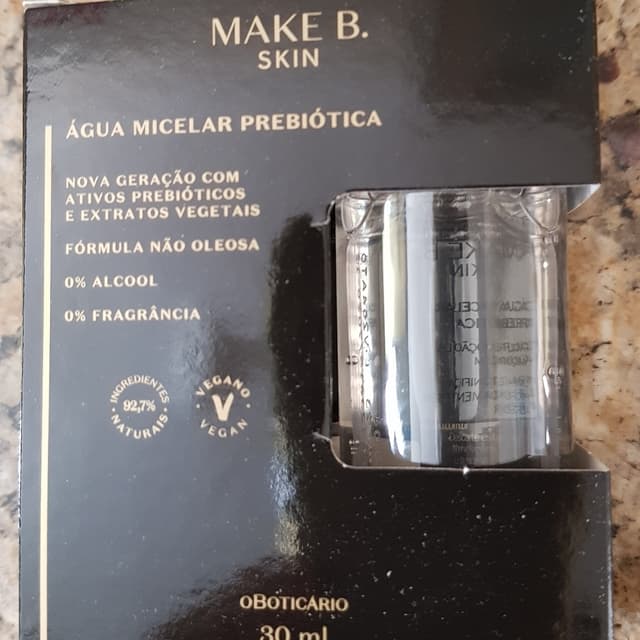 MAKE B.
SKIN
ÁGUA MICELAR PREBIÓTICA
NOVA GERAÇÃO COM
ATIVOS PREBIÓTICOS
E EXTRATOS VEGETAIS
FÓRMULA NÃO OLEOSA
0% ALCOOL
0% FRAGRÂNCIA
INGREDIENTES
92,7%
NATURAIS
VEGANO
V
VEGAN
OBOTICÁRIO
30 ml